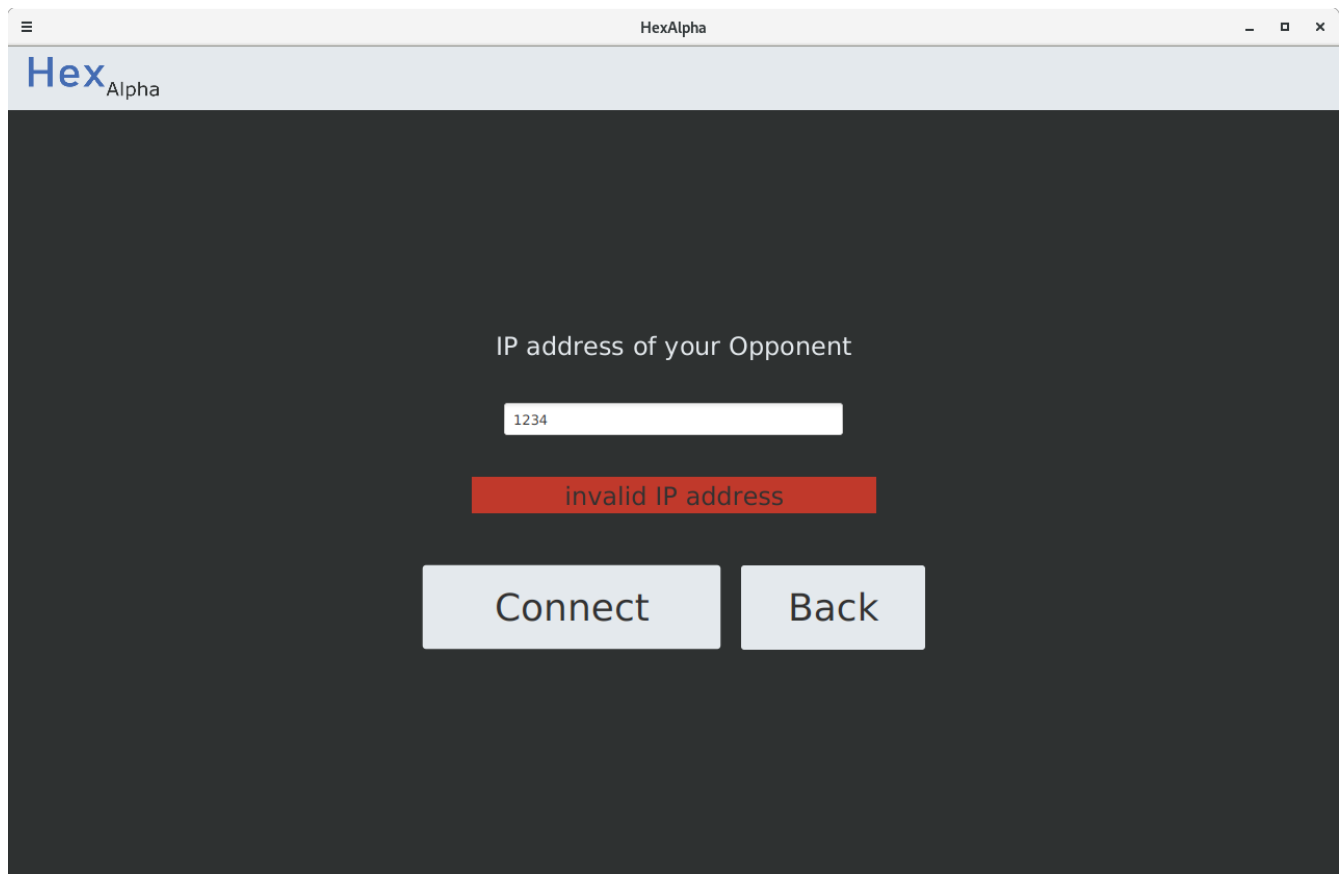 HexAlpha
Hex Alpha
IP address of your Opponent
1234
invalid IP address
Connect
Back